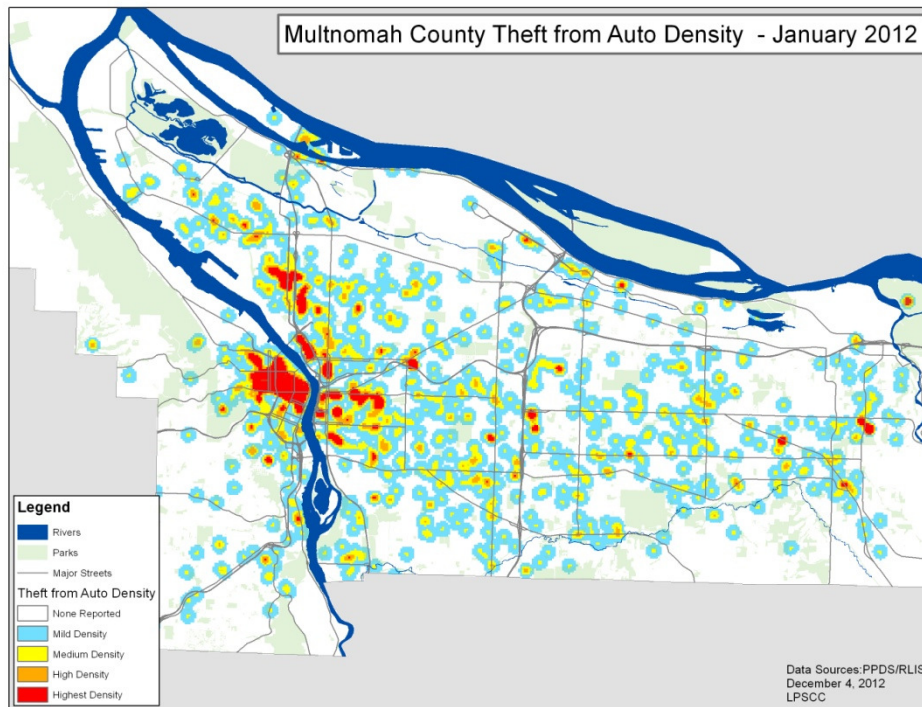 Multnomah County Theft from Auto Density - January 2012
Legend
Rivers
Parks
Major Streets
Theft from Auto Density
None Reported
Mild Density
Medium Density
High Density
Highest Density
Data Sources:PPDS/RLIS
December 4, 2012
LPSCC